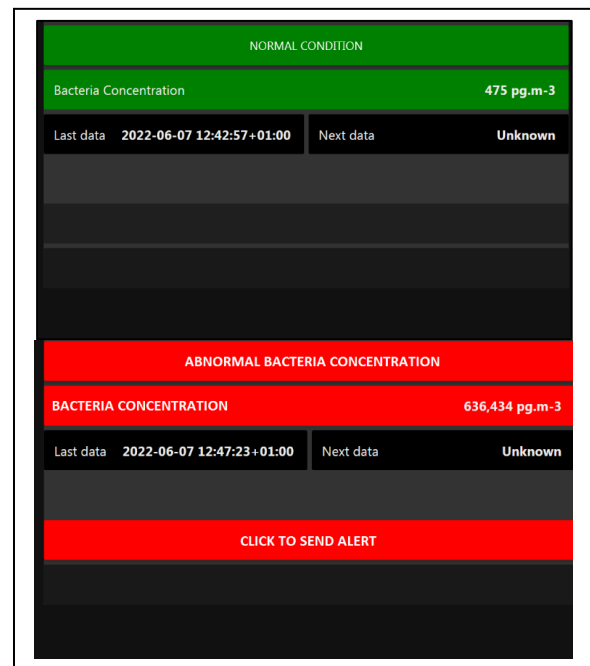 NORMAL CONDITION
Bacteria Concentration 475 pg.m-3
Last data 2022-06-07 12:42:57+01:00 Next data Unknown
ABNORMAL BACTERIA CONCENTRATION
BACTERIA CONCENTRATION 636,434 pg.m-3
Last data 2022-06-07 12:47:23+01:00 Next data Unknown
CLICK TO SEND ALERT